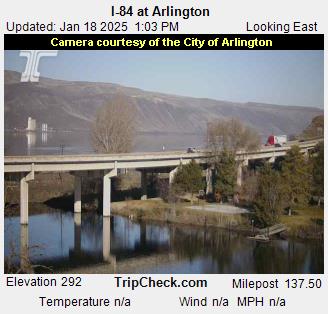 I-84 at Arlington
Updated: Jan 18 2025 1:03 PM Looking East
Camera courtesy of the City of Arlington
Elevation 292 TripCheck.com Milepost 137.50
Temperature n/a Wind n/a MPH n/a